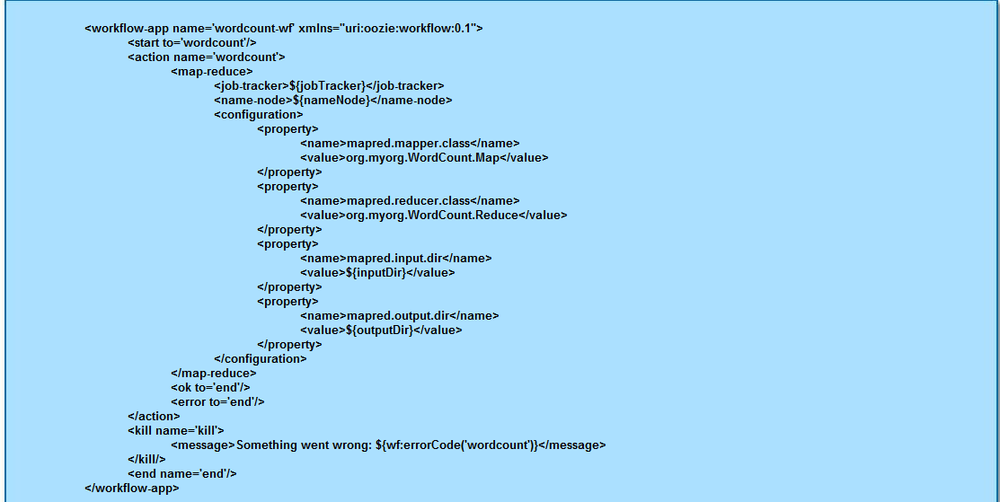 <workflow-app name='wordcount-wf' xmlns="uri:oozie:workflow:0.1">
<start to='wordcount'/>
<action name='wordcount'>
<map-reduce>
<job-tracker>${jobTracker}</job-tracker>
<name-node>${nameNode}</name-node>
<configuration>
<property>
<name>mapred.mapper.class</name>
<value>org.myorg.WordCount.Map</value>
</property>
<property>
<name>mapred.reducer.class</name>
<value>org.myorg.WordCount.Reduce</value>
</property>
<property>
<name>mapred.input.dir</name>
<value>${inputDir}</value>
</property>
<property>
<name>mapred.output.dir</name>
<value>${outputDir}</value>
</property>
</configuration>
</map-reduce>
<ok to='end'/>
<error to='end'/>
</action>
<kill name='kill'>
<message>Something went wrong: ${wf:errorCode('wordcount')}</message>
</kill/>
<end name='end'/>
</workflow-app>